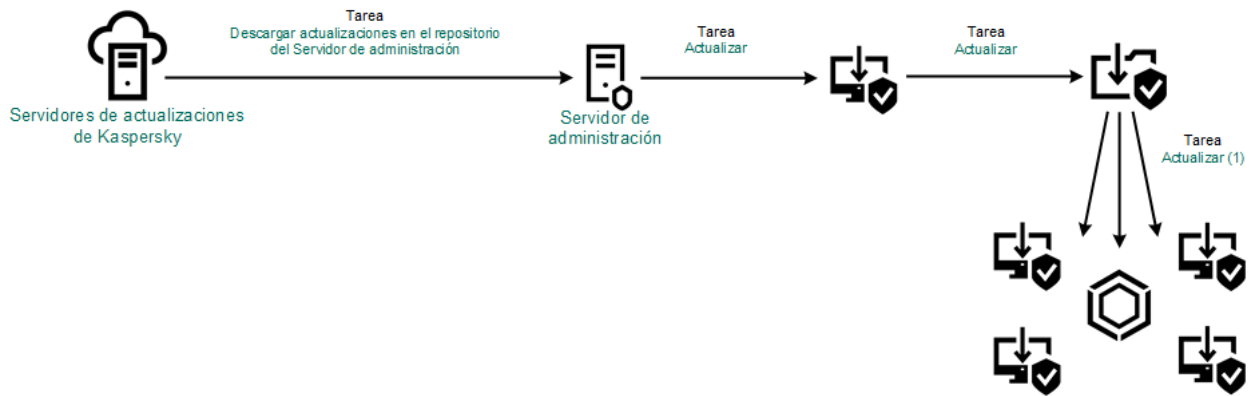 Tarea
Descargar actualizaciones en el repositorio
del Servidor de administración
Tarea
Actualizar
Tarea
Actualizar
Servidores de actualizaciones
de Kaspersky
Servidor de
administración
Tarea
Actualizar (1)